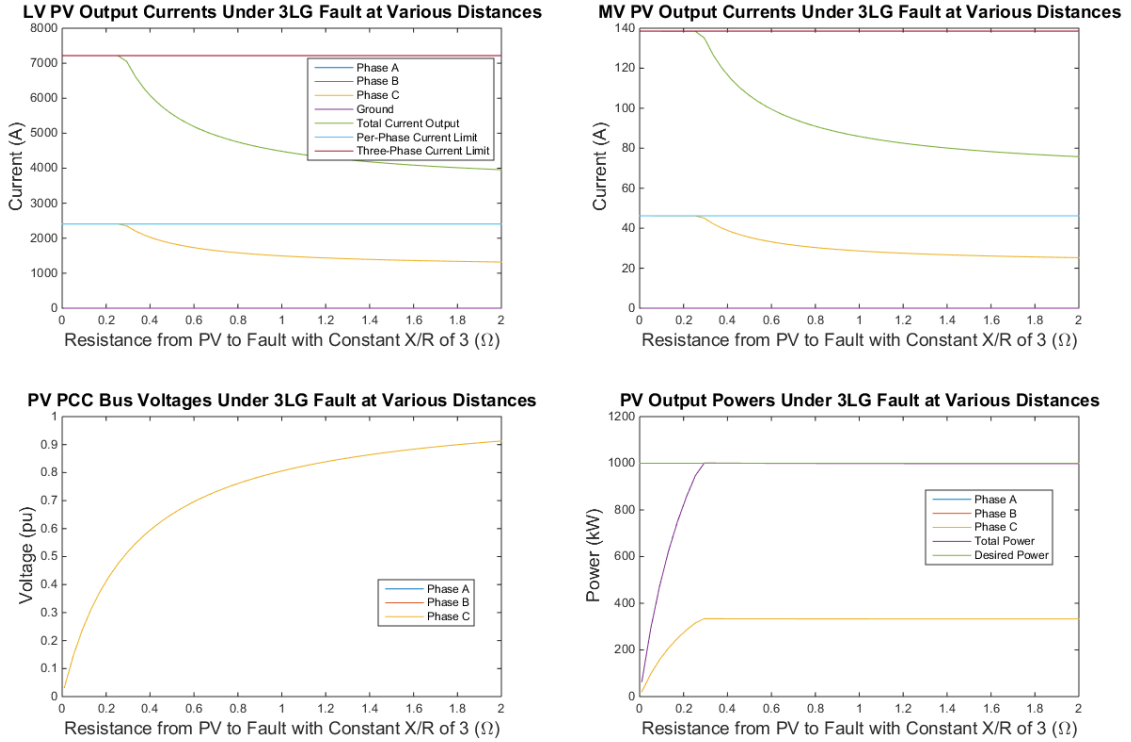 LV PV Output Currents Under 3LG Fault at Various Distances
8000
7000
6000
5000
4000
3000
2000
1000
0
Current (A)
Phase A
Phase B
Phase C
Ground
Total Current Output
Per-Phase Current Limit
Three-Phase Current Limit
0 0.2 0.4 0.6 0.8 1 1.2 1.4 1.6 1.8 2
Resistance from PV to Fault with Constant X/R of 3 (Ω)
MV PV Output Currents Under 3LG Fault at Various Distances
140
120
100
80
60
40
20
0
Current (A)
0 0.2 0.4 0.6 0.8 1 1.2 1.4 1.6 1.8 2
Resistance from PV to Fault with Constant X/R of 3 (Ω)
PV PCC Bus Voltages Under 3LG Fault at Various Distances
1
0.9
0.8
0.7
0.6
0.5
0.4
0.3
0.2
0.1
0
Voltage (pu)
Phase A
Phase B
Phase C
0 0.2 0.4 0.6 0.8 1 1.2 1.4 1.6 1.8 2
Resistance from PV to Fault with Constant X/R of 3 (Ω)
PV Output Powers Under 3LG Fault at Various Distances
1200
1000
800
600
400
200
0
Power (kW)
Phase A
Phase B
Phase C
Total Power
Desired Power
0 0.2 0.4 0.6 0.8 1 1.2 1.4 1.6 1.8 2
Resistance from PV to Fault with Constant X/R of 3 (Ω)